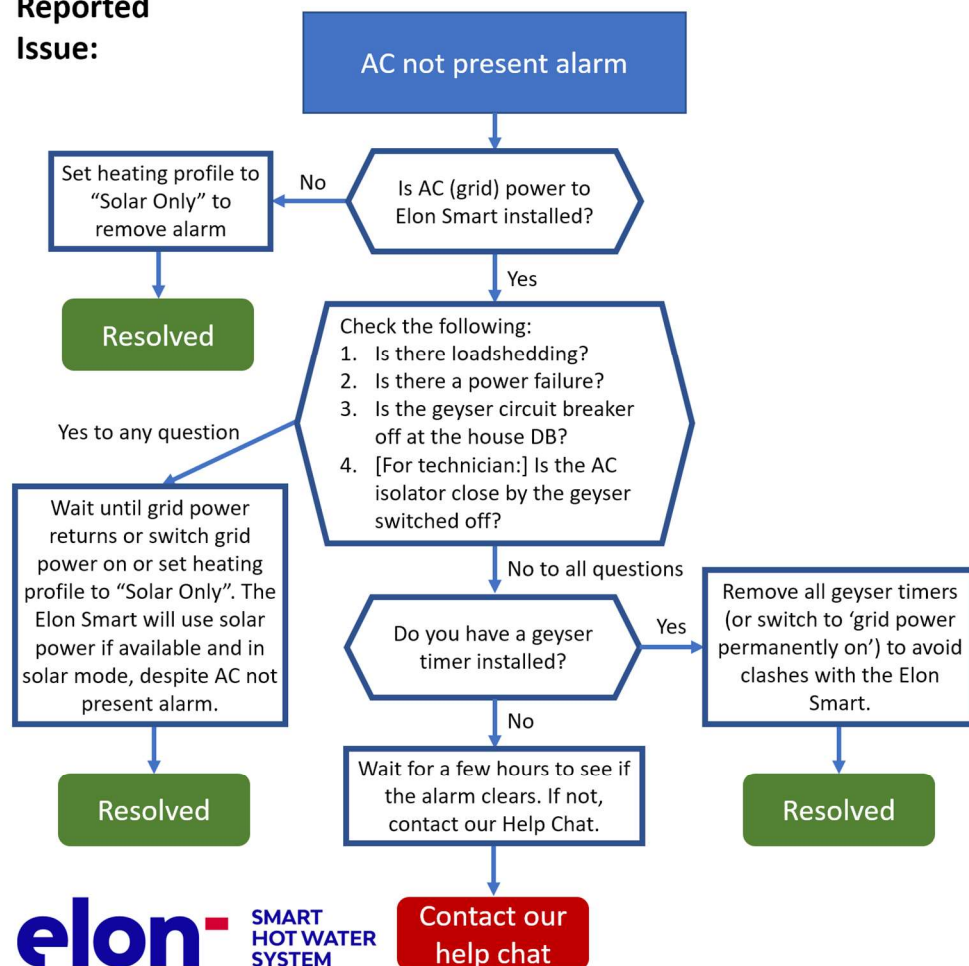 Reported
Issue:
AC not present alarm
Is AC (grid) power to
Elon Smart installed?
No
Set heating profile to
“Solar Only” to
remove alarm
Resolved
Yes
Check the following:
1. Is there loadshedding?
2. Is there a power failure?
3. Is the geyser circuit breaker
off at the house DB?
4. [For technician:] Is the AC
isolator close by the geyser
switched off?
Yes to any question
Wait until grid power
returns or switch grid
power on or set heating
profile to “Solar Only”. The
Elon Smart will use solar
power if available and in
solar mode, despite AC not
present alarm.
Resolved
No to all questions
Do you have a geyser
timer installed?
Yes
Remove all geyser timers
(or switch to ‘grid power
permanently on’) to avoid
clashes with the Elon
Smart.
Resolved
No
Wait for a few hours to see if
the alarm clears. If not,
contact our Help Chat.
Contact our
help chat
elon
SMART
HOT WATER
SYSTEM